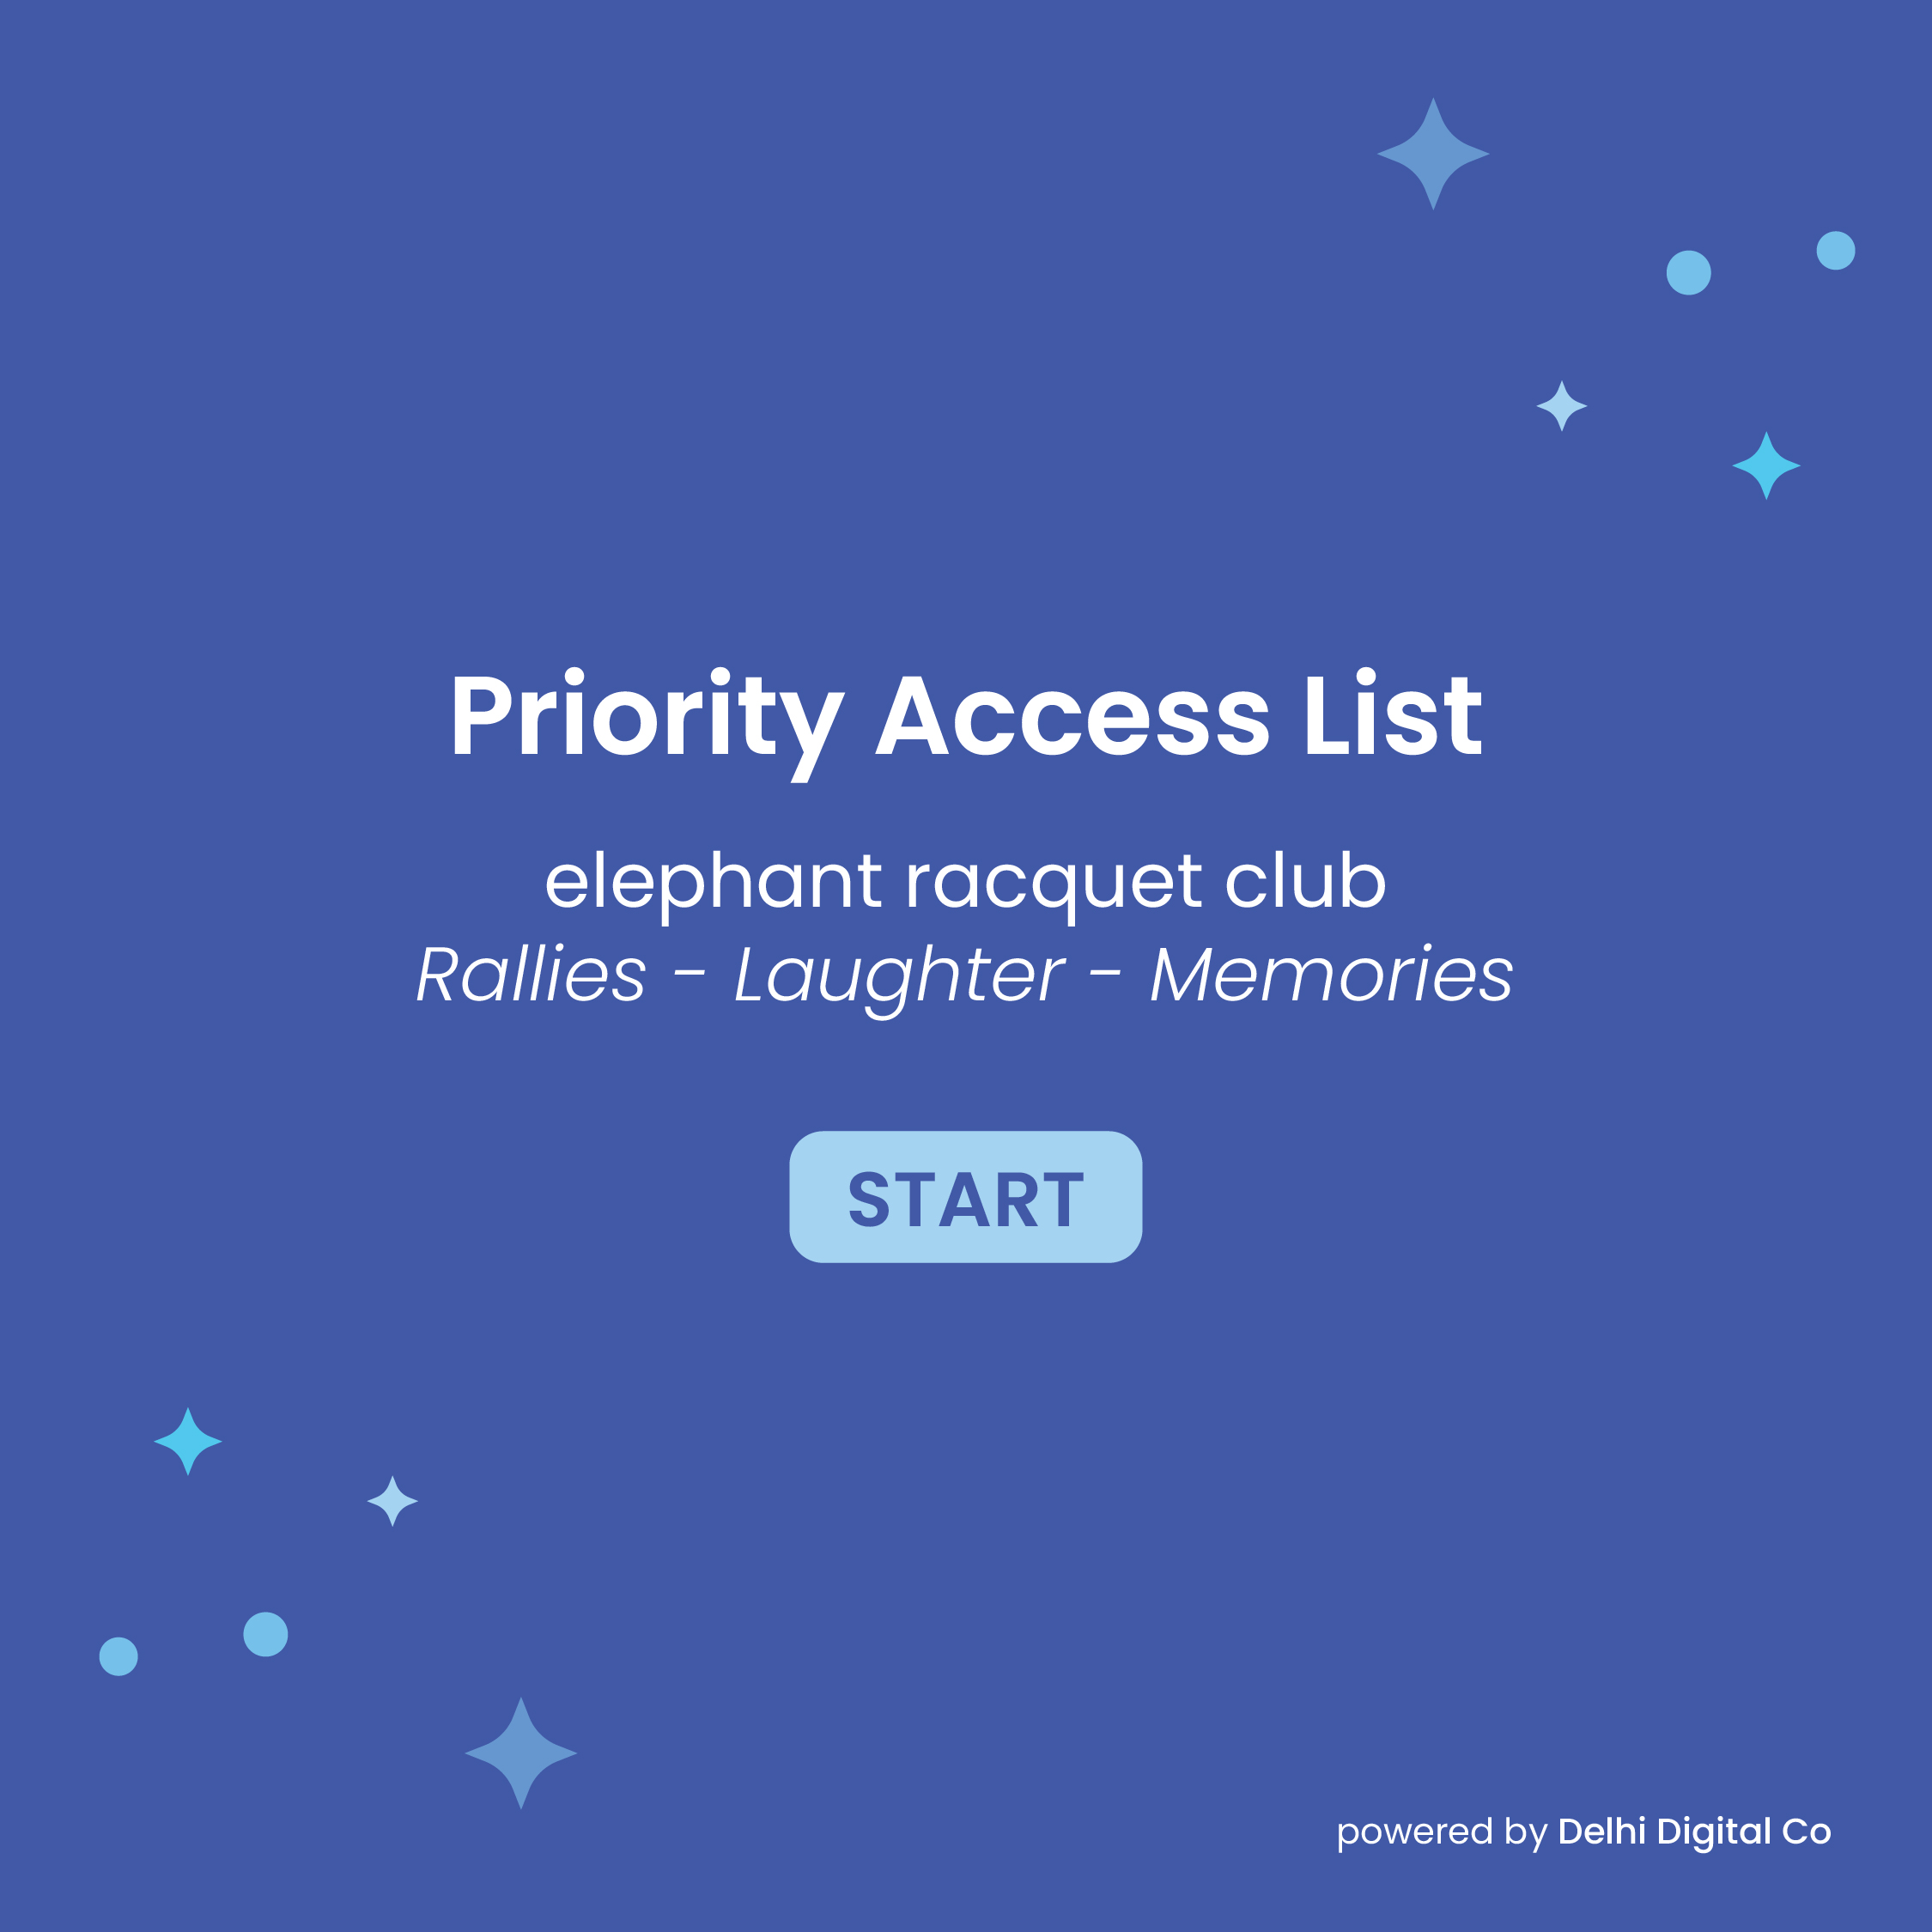 Priority Access List
elephant racquet club
Rallies - Laughter - Memories
START
powered by Delhi Digital Co